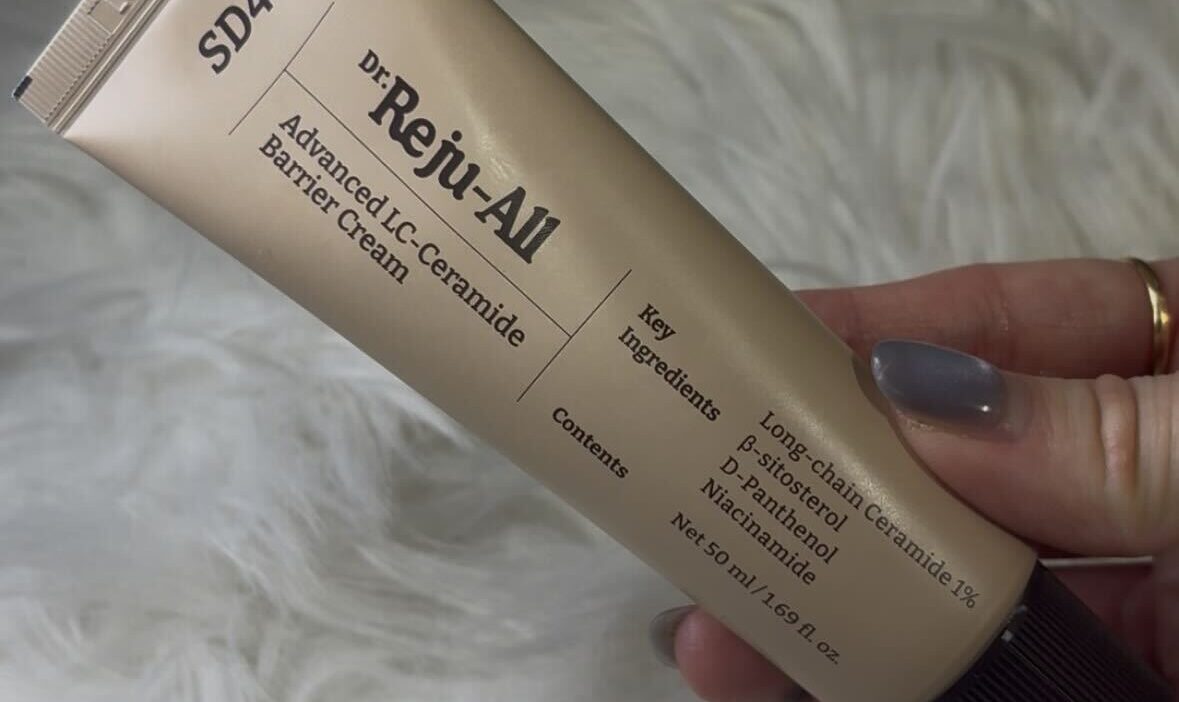 SD4
Dr.
Reju-All
Advanced LC-Ceramide
Barrier Cream
Key
Ingredients
Long-chain Ceramide 1%
β-sitosterol
D-Panthenol
Niacinamide
Contents
Net 50 ml / 1.69 fl. oz.